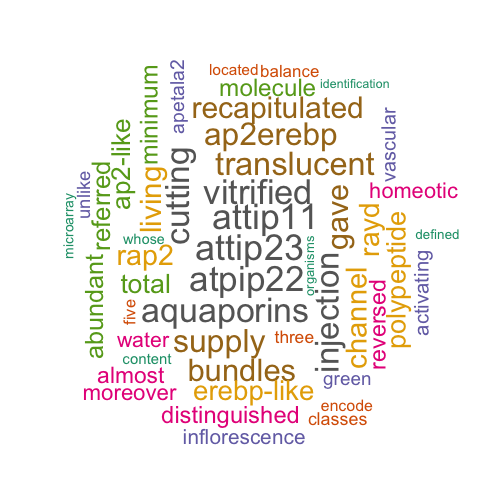 located balance
molecule identification
recapitulated
apetala2
minimum
ap2-like
ap2erebp
translucent
vascular
cutting
living
vitrified
homeotic
unlike
referred
microarray
attip11
gave
rayd
polypeptide
whose
attip23
defined
rap2
organisms
activating
total
atpip22
abundant
five
aquaporins
injection
channel
reversed
water
supply
three
content
bundles
almost
green
moreover
erebp-like
encode
distinguished
classes
inflorescence